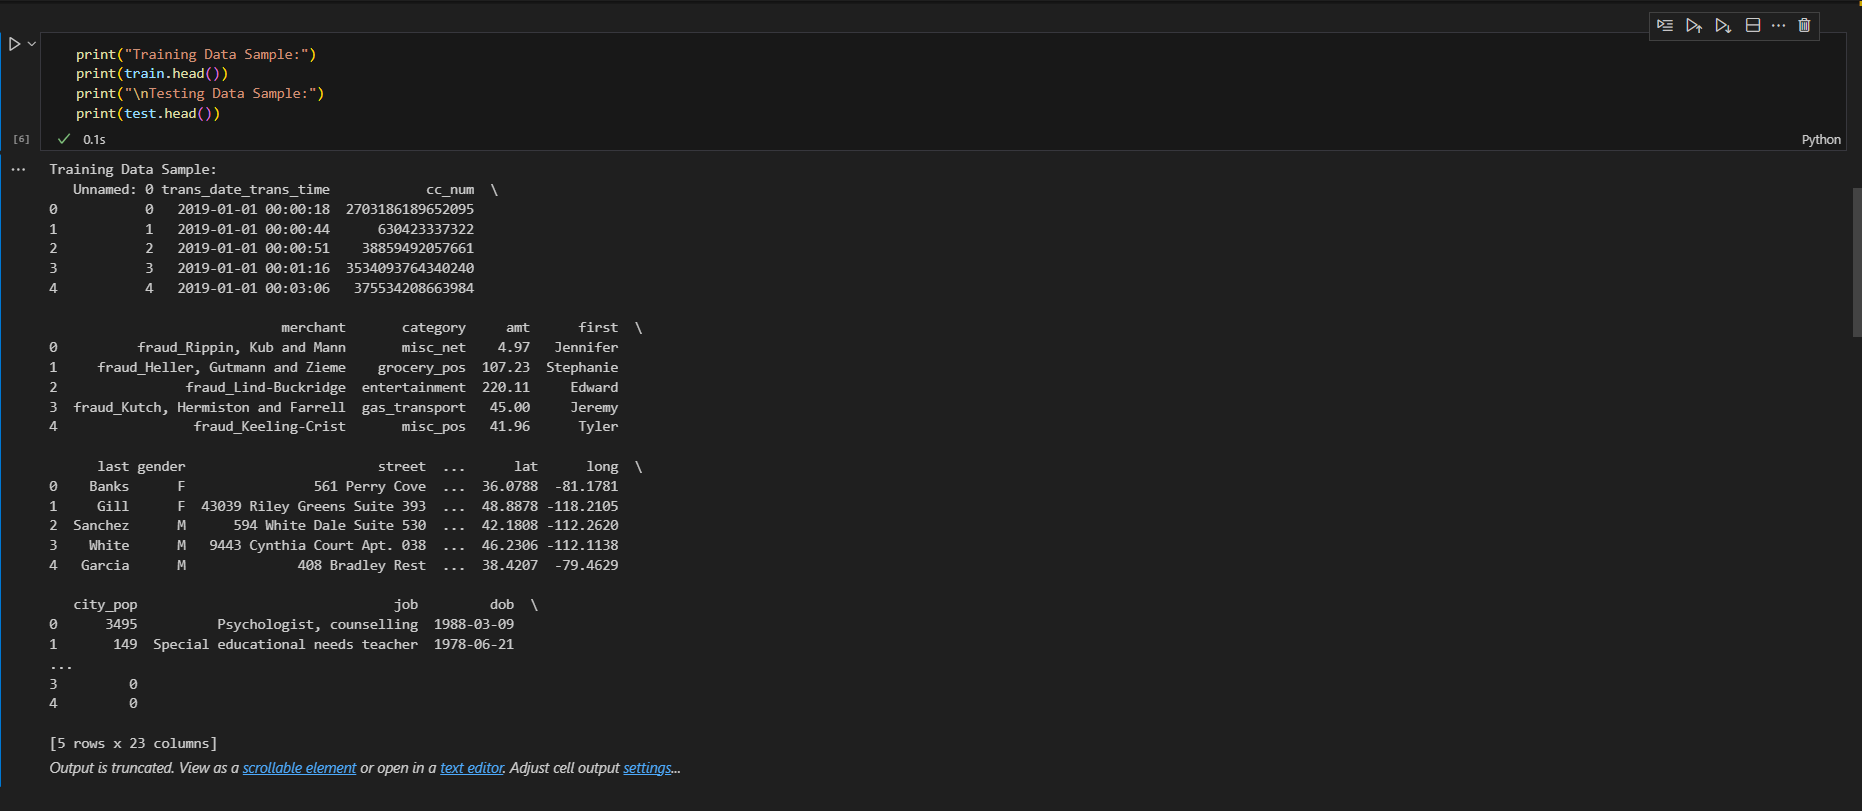 print("Training Data Sample:")
print(train.head())
print("\nTesting Data Sample:")
print(test.head())
[6] 0.1s Python
Training Data Sample:
   Unnamed: 0 trans_date_trans_time            cc_num  \
0           0   2019-01-01 00:00:18  2703186189652095
1           1   2019-01-01 00:00:44      630423337322
2           2   2019-01-01 00:00:51    38859492057661
3           3   2019-01-01 00:01:16  3534093764340240
4           4   2019-01-01 00:03:06   375534208663984
                             merchant       category     amt      first  \
0          fraud_Rippin, Kub and Mann       misc_net    4.97   Jennifer
1     fraud_Heller, Gutmann and Zieme    grocery_pos  107.23  Stephanie
2                fraud_Lind-Buckridge  entertainment  220.11     Edward
3  fraud_Kutch, Hermiston and Farrell  gas_transport   45.00     Jeremy
4                 fraud_Keeling-Crist       misc_pos   41.96      Tyler
      last gender                        street  ...      lat      long  \
0    Banks      F                561 Perry Cove  ...  36.0788  -81.1781
1     Gill      F  43039 Riley Greens Suite 393  ...  48.8878 -118.2105
2  Sanchez      M      594 White Dale Suite 530  ...  42.1808 -112.2620
3    White      M   9443 Cynthia Court Apt. 038  ...  46.2306 -112.1138
4   Garcia      M              408 Bradley Rest  ...  38.4207  -79.4629
   city_pop                                job         dob  \
0      3495          Psychologist, counselling  1988-03-09
1       149  Special educational needs teacher  1978-06-21
...
3         0
4         0
[5 rows x 23 columns]
Output is truncated. View as a scrollable element or open in a text editor. Adjust cell output settings...